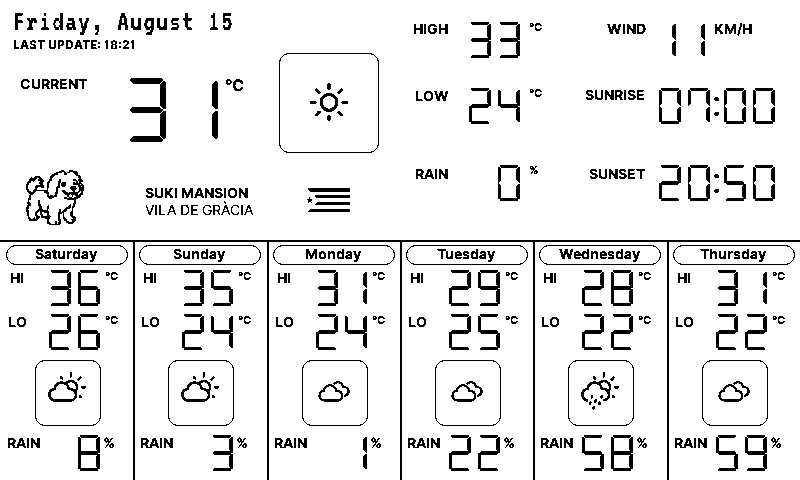 Friday, August 15
LAST UPDATE: 18:21
CURRENT 31 °C
SUKI MANSION
VILA DE GRÀCIA
HIGH 33 °C
LOW 24 °C
RAIN 0 %
WIND 11 KM/H
SUNRISE 07:00
SUNSET 20:50
Saturday
HI 36 °C
LO 26 °C
RAIN 8 %
Sunday
HI 35 °C
LO 24 °C
RAIN 3 %
Monday
HI 31 °C
LO 24 °C
RAIN 1 %
Tuesday
HI 29 °C
LO 25 °C
RAIN 22 %
Wednesday
HI 28 °C
LO 22 °C
RAIN 58 %
Thursday
HI 31 °C
LO 22 °C
RAIN 59 %